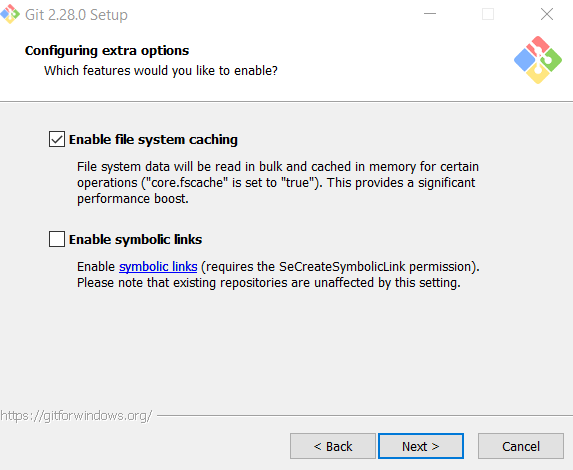 Git 2.28.0 Setup
Configuring extra options
Which features would you like to enable?
Enable file system caching
File system data will be read in bulk and cached in memory for certain
operations ("core.fscache" is set to "true"). This provides a significant
performance boost.
Enable symbolic links
Enable symbolic links (requires the SeCreateSymbolicLink permission).
Please note that existing repositories are unaffected by this setting.
https://gitforwindows.org/
< Back
Next >
Cancel